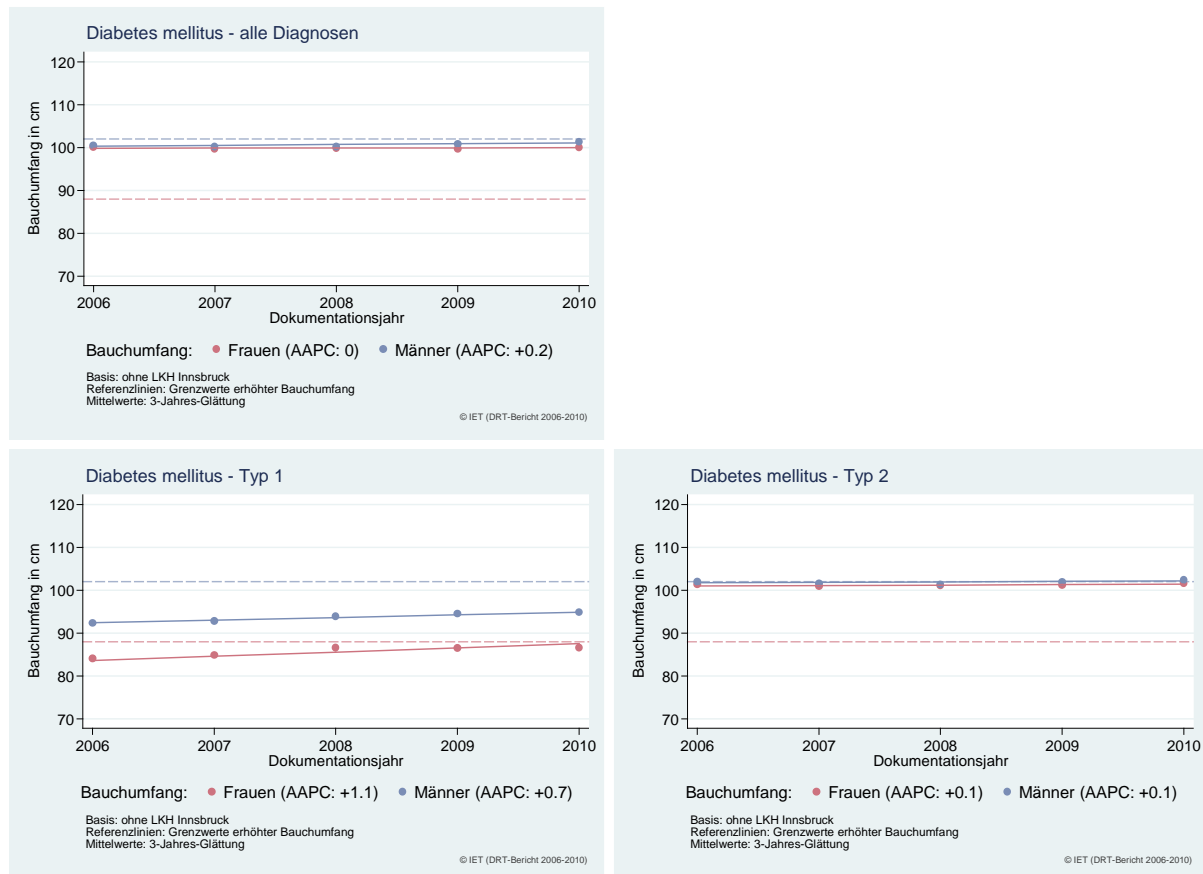 Diabetes mellitus - alle Diagnosen
120
110
100
90
80
70
Bauchumfang in cm
2006 2007 2008 2009 2010
Dokumentationsjahr
Bauchumfang: Frauen (AAPC: 0) Männer (AAPC: +0.2)
Basis: ohne LKH Innsbruck
Referenzlinien: Grenzwerte erhöhter Bauchumfang
Mittelwerte: 3-Jahres-Glättung
© IET (DRT-Bericht 2006-2010)
Diabetes mellitus - Typ 1
120
110
100
90
80
70
Bauchumfang in cm
2006 2007 2008 2009 2010
Dokumentationsjahr
Bauchumfang: Frauen (AAPC: +1.1) Männer (AAPC: +0.7)
Basis: ohne LKH Innsbruck
Referenzlinien: Grenzwerte erhöhter Bauchumfang
Mittelwerte: 3-Jahres-Glättung
© IET (DRT-Bericht 2006-2010)
Diabetes mellitus - Typ 2
120
110
100
90
80
70
Bauchumfang in cm
2006 2007 2008 2009 2010
Dokumentationsjahr
Bauchumfang: Frauen (AAPC: +0.1) Männer (AAPC: +0.1)
Basis: ohne LKH Innsbruck
Referenzlinien: Grenzwerte erhöhter Bauchumfang
Mittelwerte: 3-Jahres-Glättung
© IET (DRT-Bericht 2006-2010)